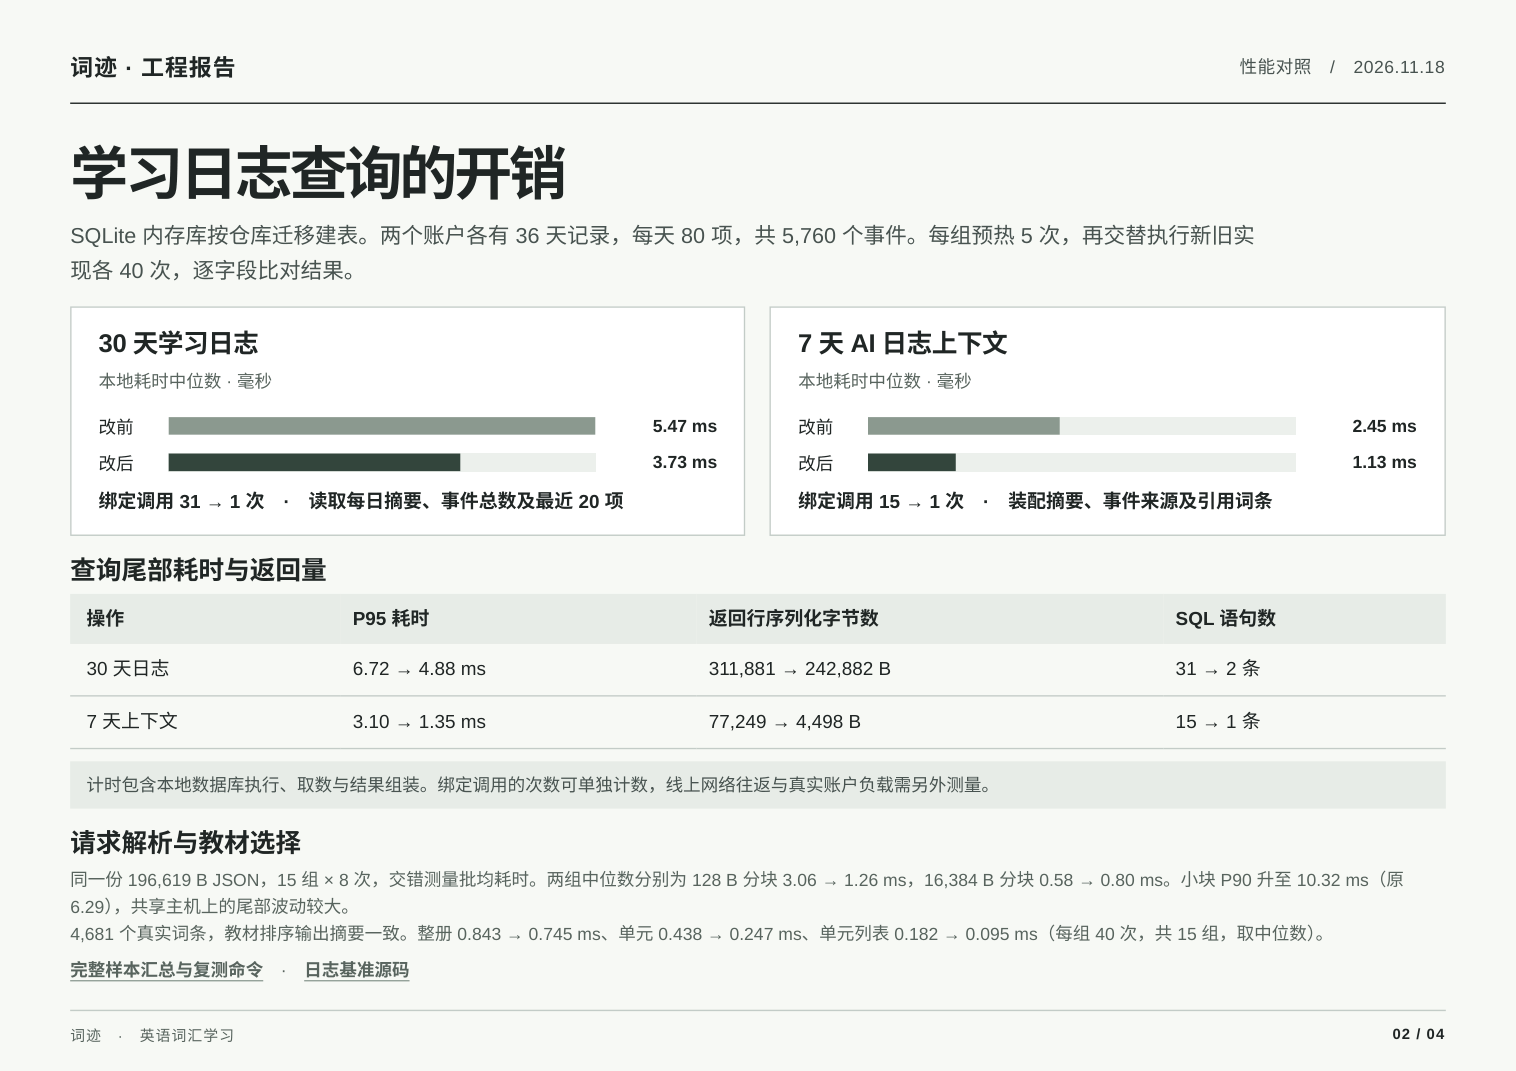 词迹 · 工程报告
性能对照 / 2026.11.18
学习日志查询的开销
SQLite 内存库按仓库迁移建表。两个账户各有 36 天记录，每天 80 项，共 5,760 个事件。每组预热 5 次，再交替执行新旧实
现各 40 次，逐字段比对结果。
30 天学习日志
本地耗时中位数 · 毫秒
改前 5.47 ms
改后 3.73 ms
绑定调用 31 → 1 次 · 读取每日摘要、事件总数及最近 20 项
7 天 AI 日志上下文
本地耗时中位数 · 毫秒
改前 2.45 ms
改后 1.13 ms
绑定调用 15 → 1 次 · 装配摘要、事件来源及引用词条
查询尾部耗时与返回量
操作 P95 耗时 返回行序列化字节数 SQL 语句数
30 天日志 6.72 → 4.88 ms 311,881 → 242,882 B 31 → 2 条
7 天上下文 3.10 → 1.35 ms 77,249 → 4,498 B 15 → 1 条
计时包含本地数据库执行、取数与结果组装。绑定调用的次数可单独计数，线上网络往返与真实账户负载需另外测量。
请求解析与教材选择
同一份 196,619 B JSON，15 组 × 8 次，交错测量批均耗时。两组中位数分别为 128 B 分块 3.06 → 1.26 ms，16,384 B 分块 0.58 → 0.80 ms。小块 P90 升至 10.32 ms（原
6.29），共享主机上的尾部波动较大。
4,681 个真实词条，教材排序输出摘要一致。整册 0.843 → 0.745 ms、单元 0.438 → 0.247 ms、单元列表 0.182 → 0.095 ms（每组 40 次，共 15 组，取中位数）。
完整样本汇总与复测命令 · 日志基准源码
词迹 · 英语词汇学习
02 / 04